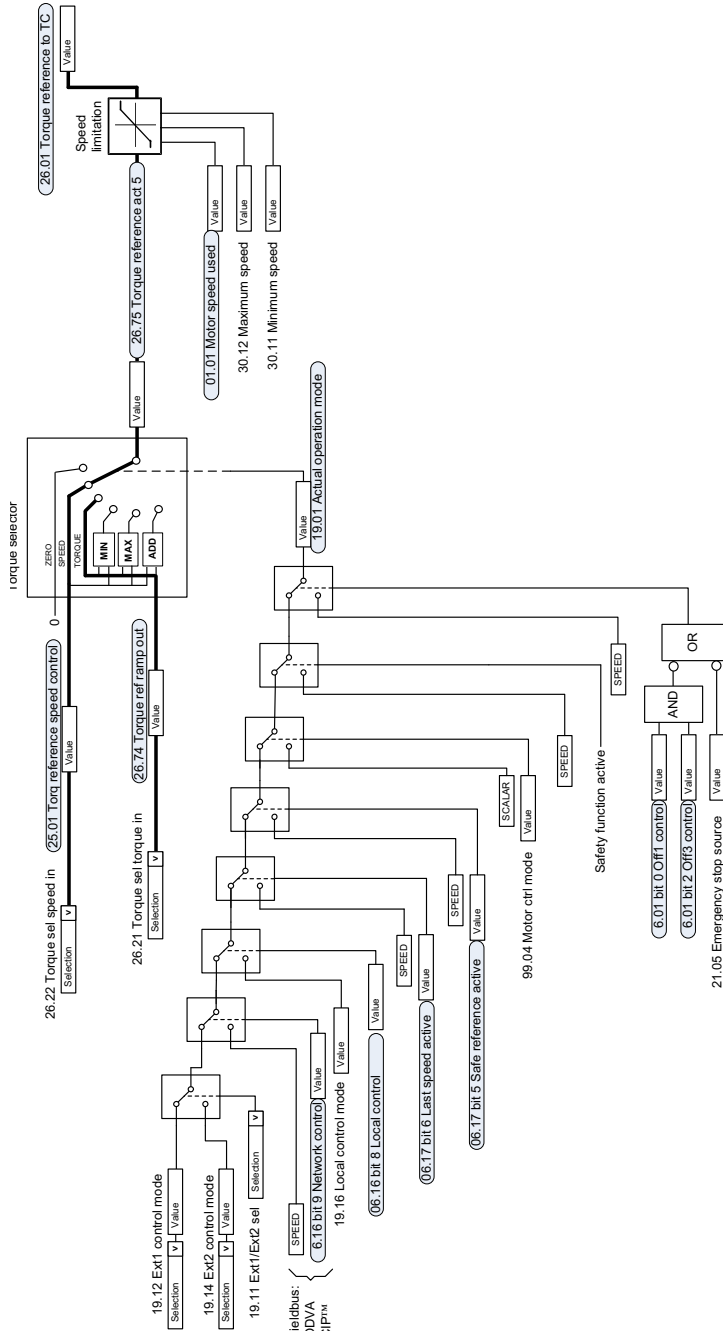 19.12 Ext1 control mode
Selection
v
Value
19.14 Ext2 control mode
Selection
v
Value
19.11 Ext1/Ext2 sel
Selection
v
SPEED
6.16 bit 9 Network control
Value
19.16 Local control mode
Value
06.16 bit 8 Local control
Value
SPEED
06.17 bit 6 Last speed active
Value
SPEED
06.17 bit 5 Safe reference active
Value
SCALAR
99.04 Motor ctrl mode
Value
SPEED
Safety function active
SPEED
6.01 bit 0 Off1 control
Value
6.01 bit 2 Off3 control
Value
21.05 Emergency stop source
Value
AND
OR
Value
19.01 Actual operation mode
26.22 Torque sel speed in
Selection
v
25.01 Torq reference speed control
Value
0
26.21 Torque sel torque in
Selection
v
26.74 Torque ref ramp out
Value
Torque selector
ZERO
SPEED
TORQUE
MIN
MAX
ADD
Value
26.75 Torque reference act 5
01.01 Motor speed used
Value
30.12 Maximum speed
Value
30.11 Minimum speed
Value
Speed
limitation
26.01 Torque reference to TC
Value